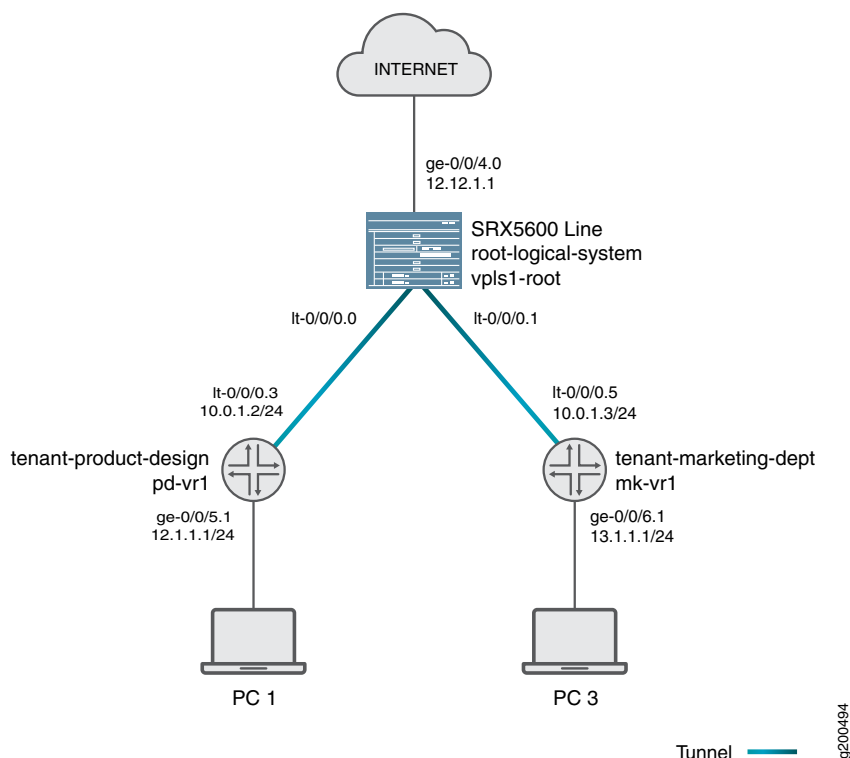 INTERNET
ge-0/0/4.0
12.12.1.1
SRX5600 Line
root-logical-system
vpls1-root
lt-0/0/0.0
lt-0/0/0.1
lt-0/0/0.3
10.0.1.2/24
lt-0/0/0.5
10.0.1.3/24
tenant-product-design
pd-vr1
tenant-marketing-dept
mk-vr1
ge-0/0/5.1
12.1.1.1/24
ge-0/0/6.1
13.1.1.1/24
PC 1
PC 3
Tunnel
g200494